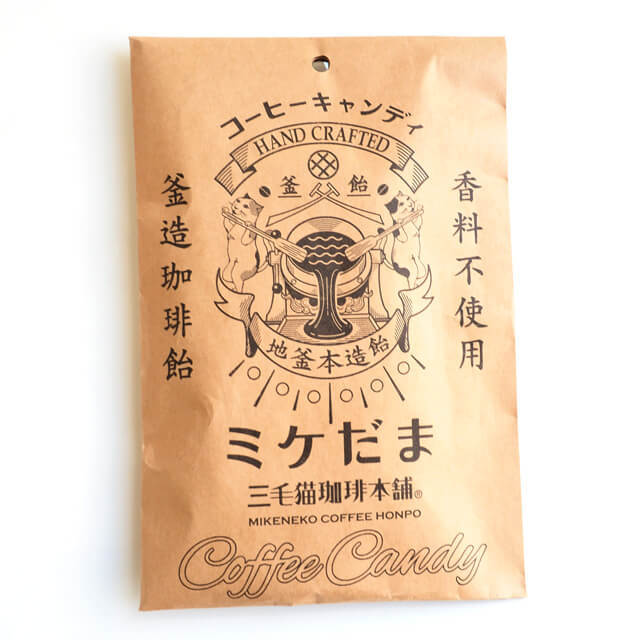 コーヒーキャンディ
HAND CRAFTED
釜 飴
釜造珈琲飴
香料不使用
地釜本造飴
ミケだま
三毛猫珈琲本舗®
MIKENEKO COFFEE HONPO
Coffee Candy